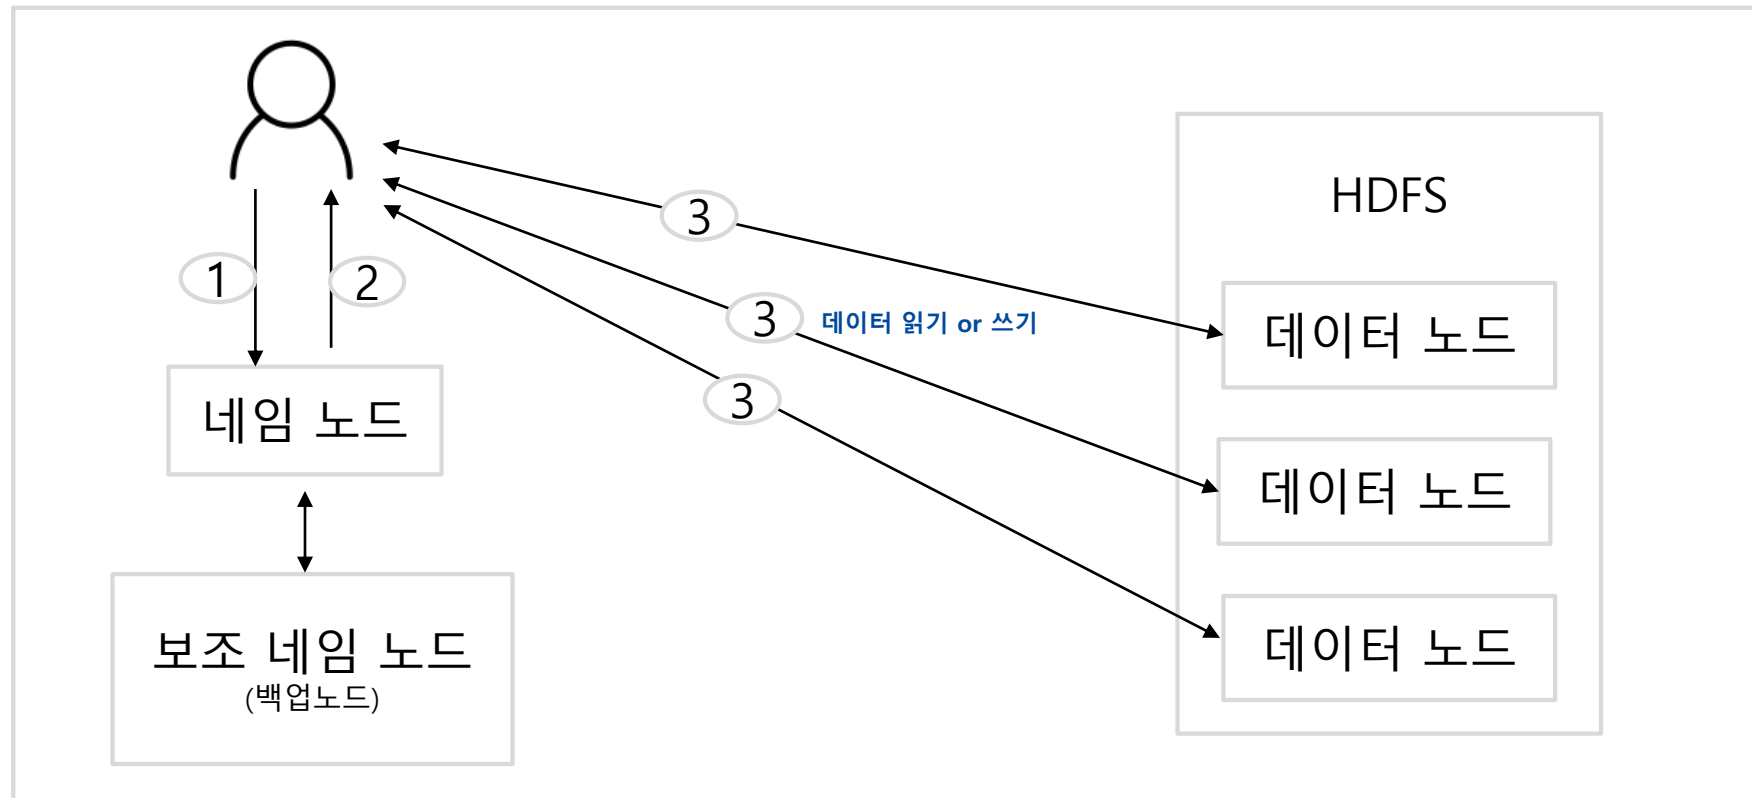 HDFS
3
1
2
3
데이터 읽기 or 쓰기
데이터 노드
3
네임 노드
데이터 노드
보조 네임 노드
(백업노드)
데이터 노드